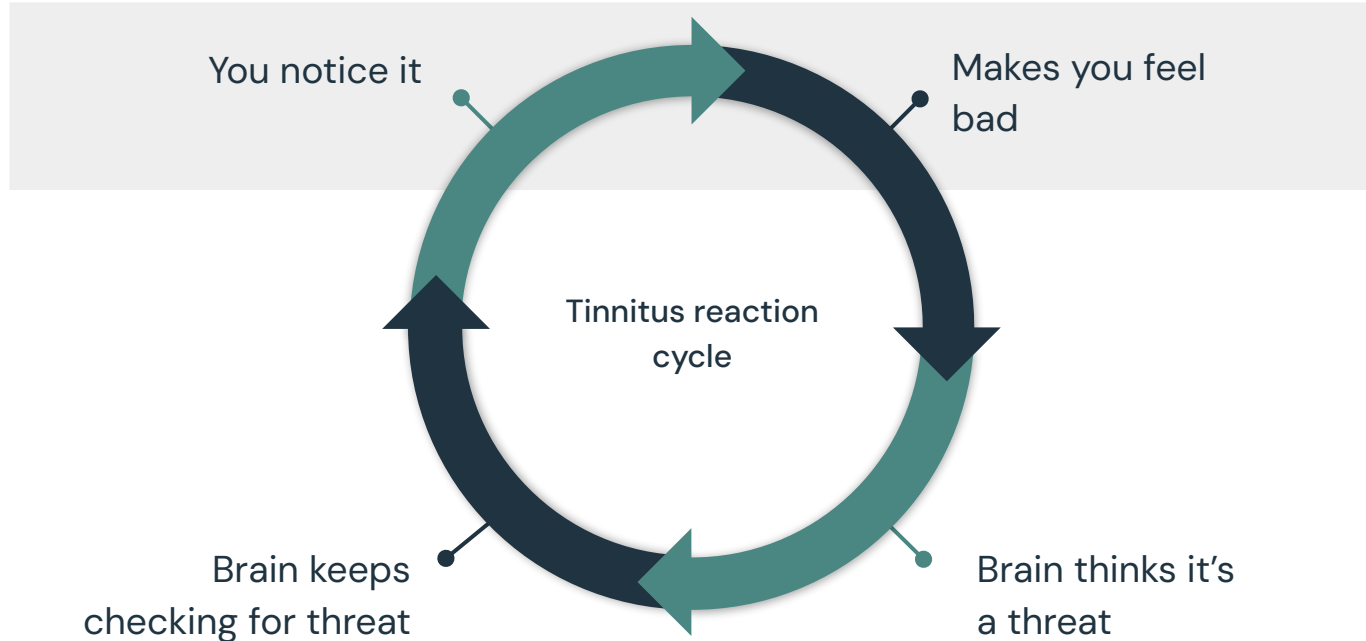 You notice it
Makes you feel
bad
Tinnitus reaction
cycle
Brain thinks it’s
a threat
Brain keeps
checking for threat